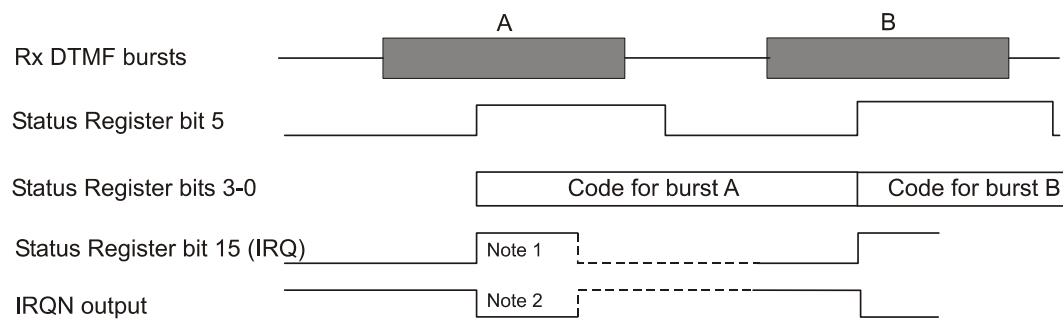 A
B
Rx DTMF bursts
Status Register bit 5
Status Register bits 3-0
Code for burst A
Code for burst B
Status Register bit 15 (IRQ)
Note 1
IRQN output
Note 2